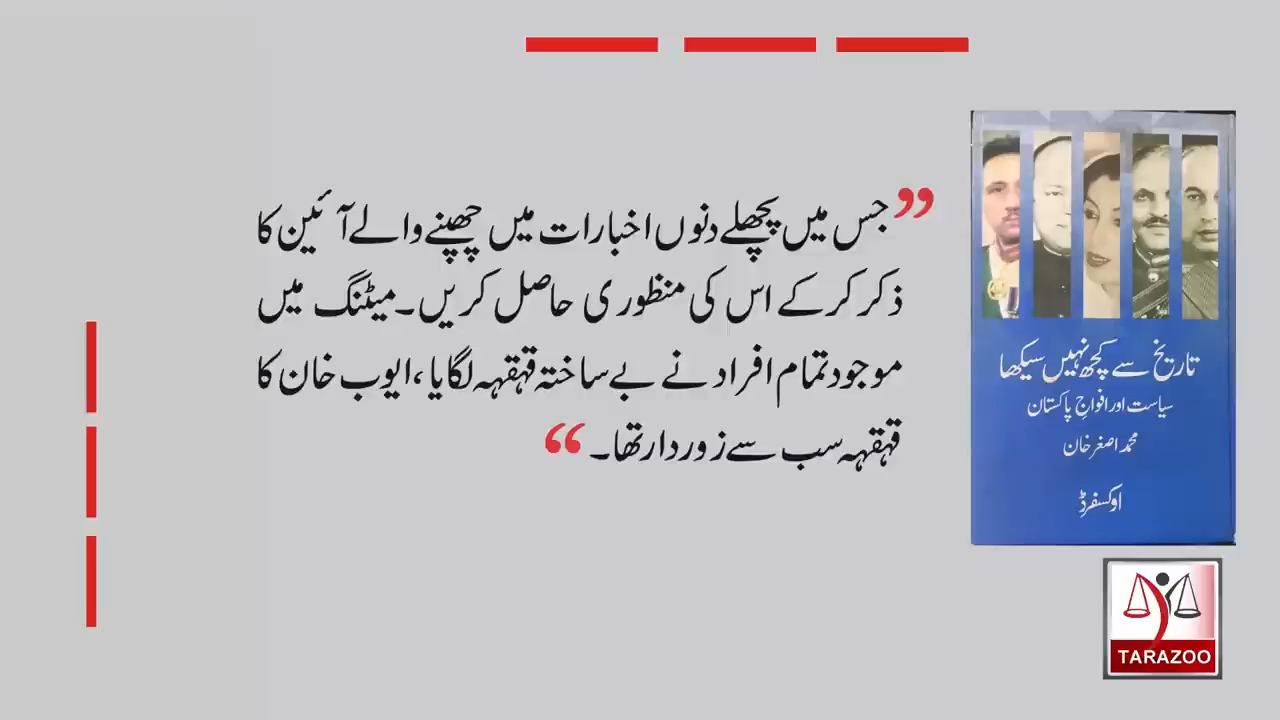 ”جس میں پچھلے دنوں اخبارات میں چھپنے والے آئین کا
ذکر کرکے اس کی منظوری حاصل کریں۔ میٹنگ میں
موجود تمام افراد نے بے ساختہ قہقہہ لگایا، ایوب خان کا
قہقہہ سب سے زوردار تھا۔“
تاریخ سے کچھ نہیں سیکھا
سیاست اور افواجِ پاکستان
محمد اصغر خان
اوکسفرڈ
TARAZOO